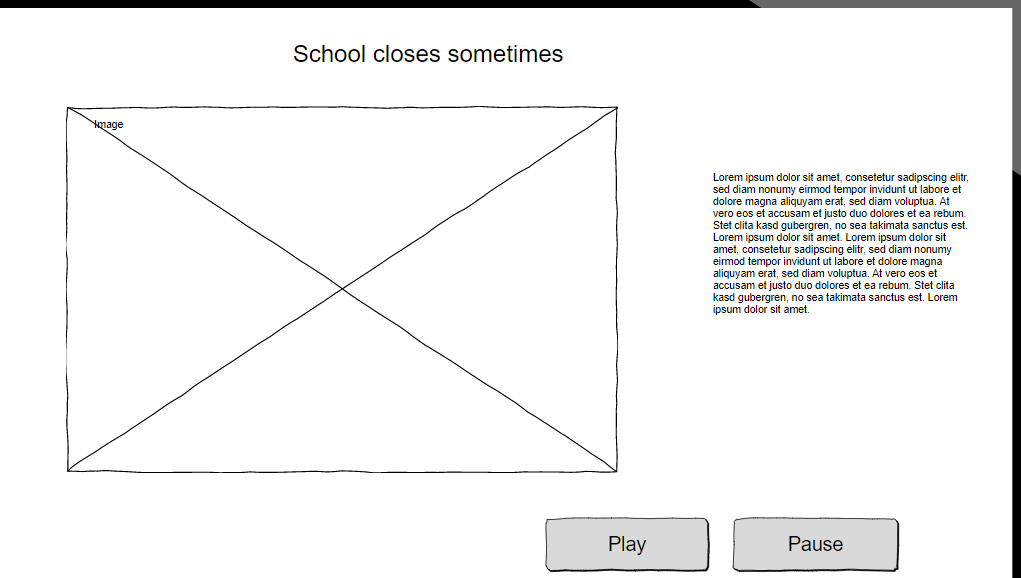 School closes sometimes
Image
Lorem ipsum dolor sit amet, consetetur sadipscing elitr,
sed diam nonumy eirmod tempor invidunt ut labore et
dolore magna aliquyam erat, sed diam voluptua. At
vero eos et accusam et justo duo dolores et ea rebum.
Stet clita kasd gubergren, no sea takimata sanctus est.
Lorem ipsum dolor sit amet. Lorem ipsum dolor sit
amet, consetetur sadipscing elitr, sed diam nonumy
eirmod tempor invidunt ut labore et dolore magna
aliquyam erat, sed diam voluptua. At vero eos et
accusam et justo duo dolores et ea rebum. Stet clita
kasd gubergren, no sea takimata sanctus est. Lorem
ipsum dolor sit amet.
Play
Pause